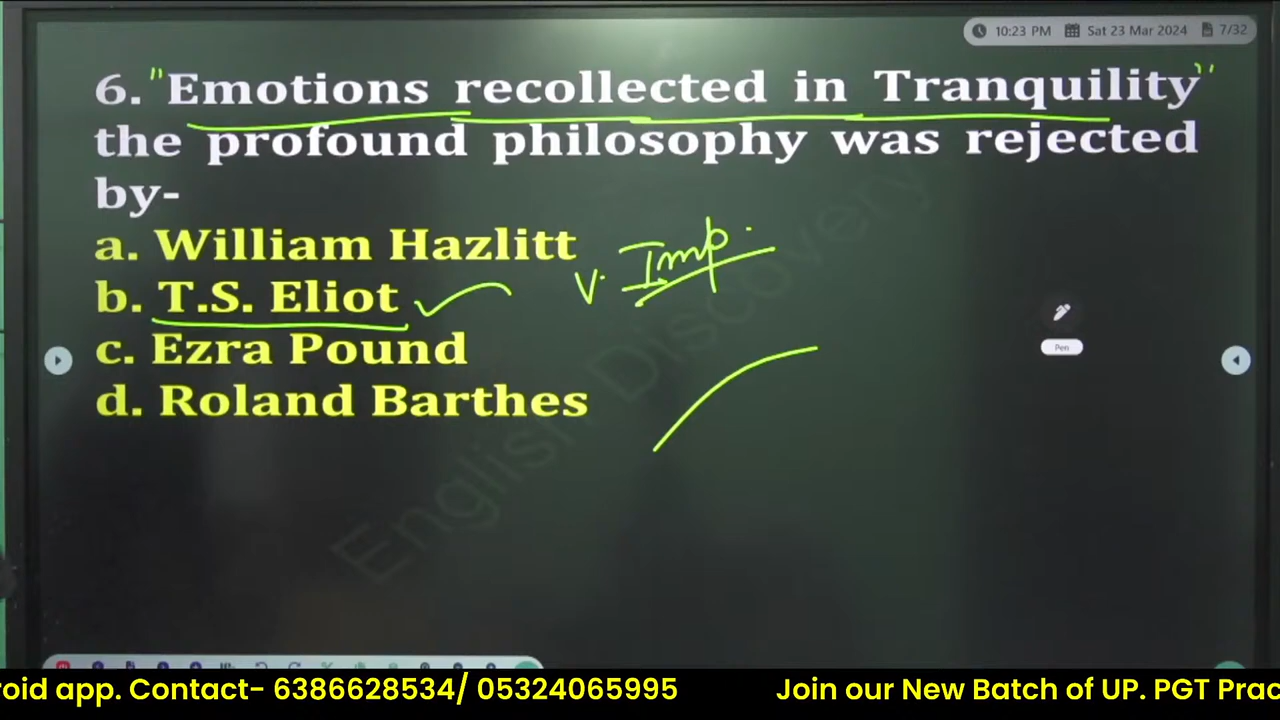 10:23 PM Sat 23 Mar 2024 7/32
6. "Emotions recollected in Tranquility"
the profound philosophy was rejected
by-
a. William Hazlitt
V. Imp.
b. T.S. Eliot
c. Ezra Pound
d. Roland Barthes
Pen
English Discovery
roid app. Contact- 6386628534/ 05324065995 Join our New Batch of UP. PGT Prac